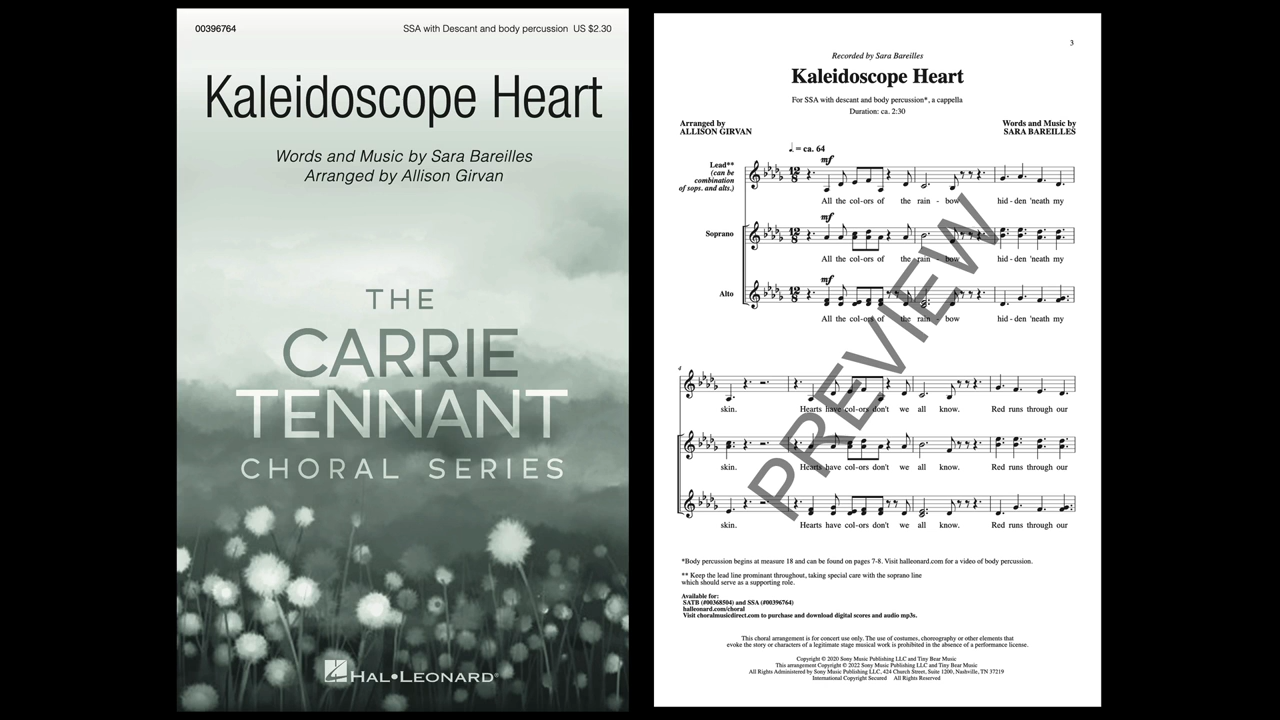 00396764
SSA with Descant and body percussion US $2.30
Kaleidoscope Heart
Words and Music by Sara Bareilles
Arranged by Allison Girvan
THE
CARRIE
TENNANT
CHORAL SERIES
HAL•LEONARD®
3
Recorded by Sara Bareilles
Kaleidoscope Heart
For SSA with descant and body percussion*, a cappella
Duration: ca. 2:30
Arranged by
ALLISON GIRVAN
Words and Music by
SARA BAREILLES
♩. = ca. 64
Lead**
(can be
combination
of sops. and alts.)
mf
12/8
All the col-ors of the rain - bow hid - den 'neath my
Soprano
mf
12/8
All the col-ors of the rain - bow hid - den 'neath my
Alto
mf
12/8
All the col-ors of the rain - bow hid - den 'neath my
PREVIEW
4
skin. Hearts have col-ors don't we all know. Red runs through our
skin. Hearts have col-ors don't we all know. Red runs through our
skin. Hearts have col-ors don't we all know. Red runs through our
*Body percussion begins at measure 18 and can be found on pages 7-8. Visit halleonard.com for a video of body percussion.
** Keep the lead line prominent throughout, taking special care with the soprano line
which should serve as a supporting role.
Available for:
SATB (#00368504) and SSA (#00396764)
halleonard.com/choral
Visit choralmusicdirect.com to purchase and download digital scores and audio mp3s.
This choral arrangement is for concert use only. The use of costumes, choreography or other elements that
evoke the story or characters of a legitimate stage musical work is prohibited in the absence of a performance license.
Copyright © 2020 Sony Music Publishing LLC and Tiny Bear Music
This arrangement Copyright © 2022 Sony Music Publishing LLC and Tiny Bear Music
All Rights Administered by Sony Music Publishing LLC, 424 Church Street, Suite 1200, Nashville, TN 37219
International Copyright Secured All Rights Reserved